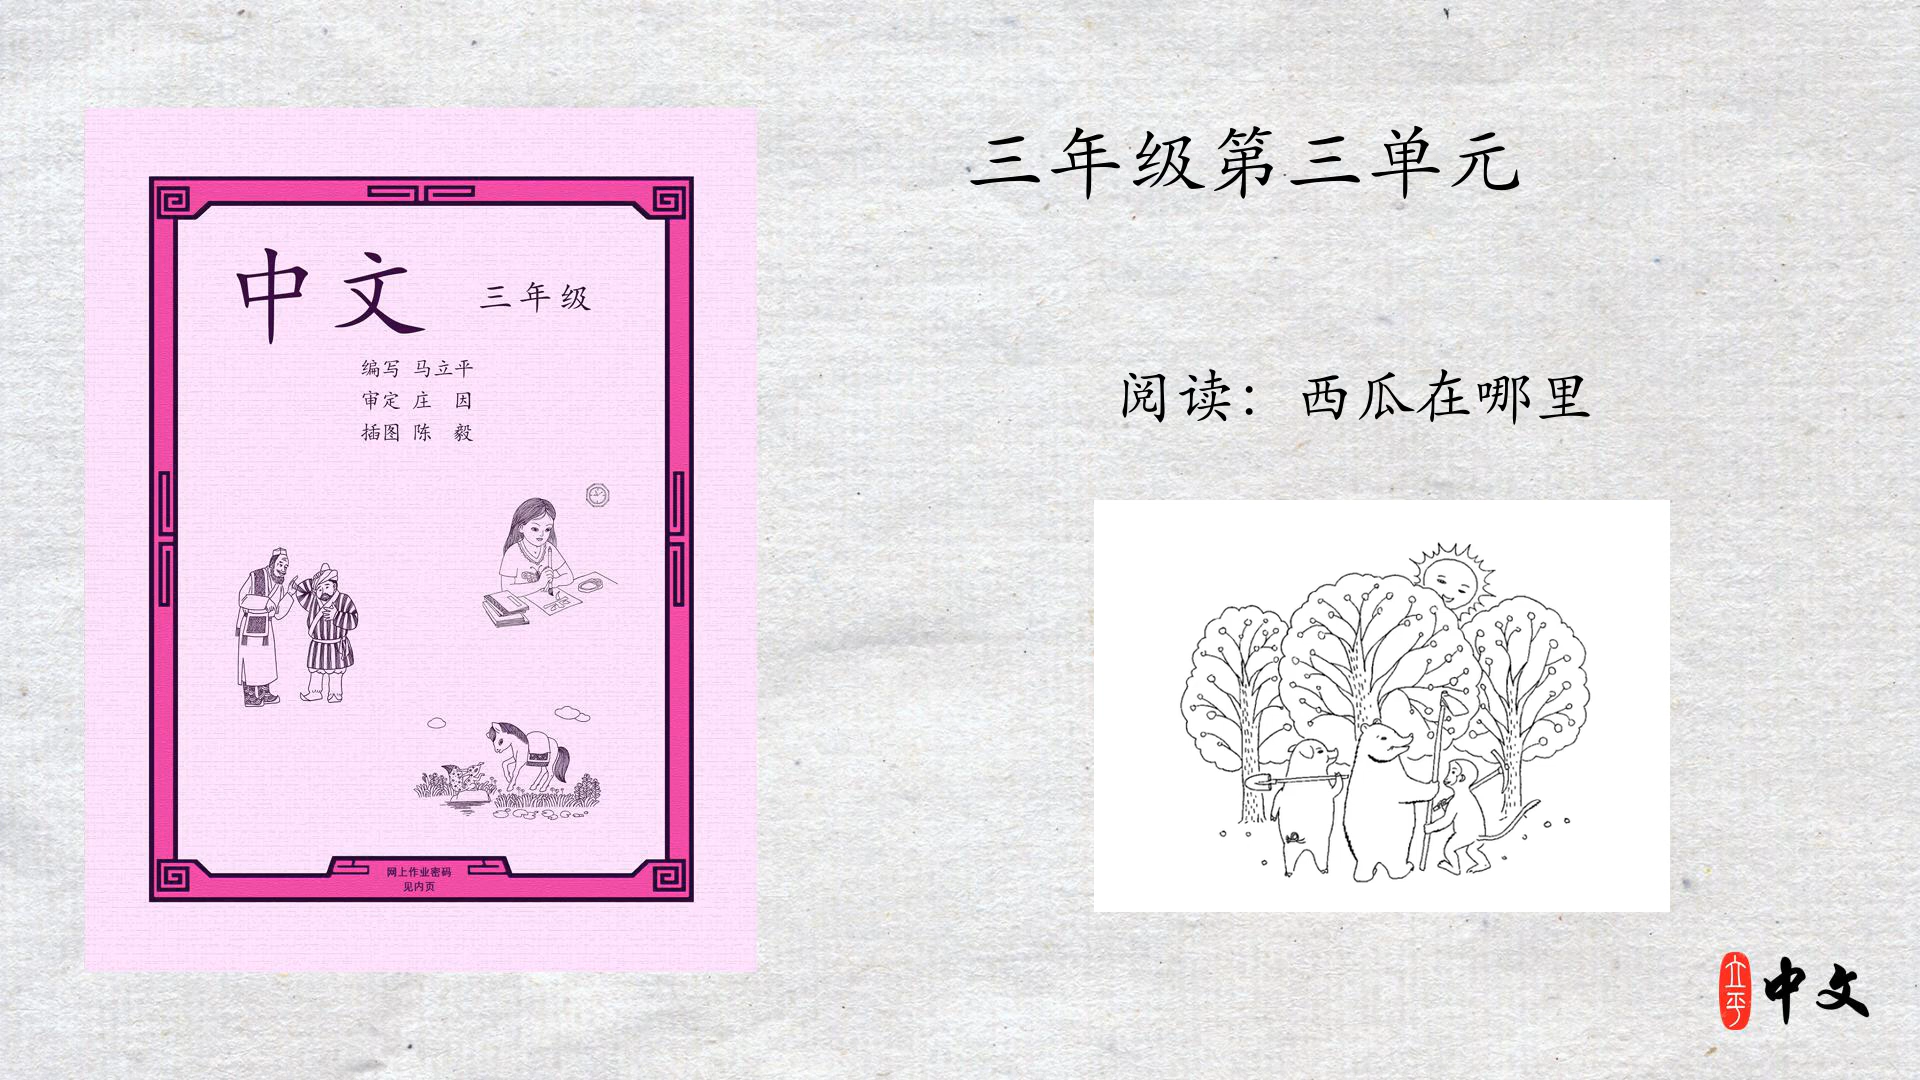 中文 三年级
编写 马立平
审定 庄 因
插图 陈 毅
网上作业密码
见内页
三年级第三单元
阅读：西瓜在哪里
立平 中文